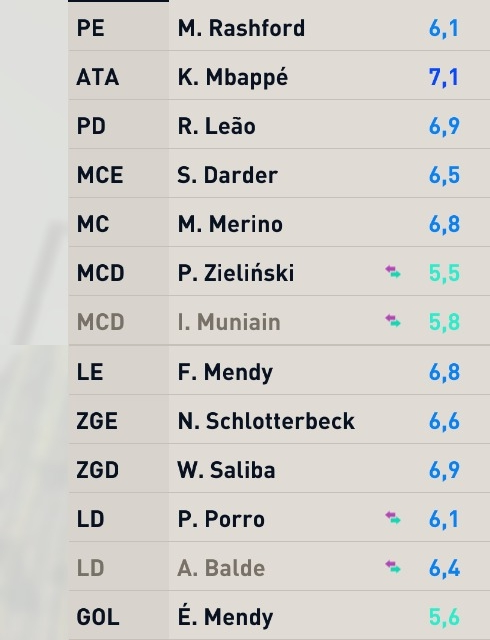 PE M. Rashford 6,1
ATA K. Mbappé 7,1
PD R. Leão 6,9
MCE S. Darder 6,5
MC M. Merino 6,8
MCD P. Zieliński 5,5
MCD I. Muniain 5,8
LE F. Mendy 6,8
ZGE N. Schlotterbeck 6,6
ZGD W. Saliba 6,9
LD P. Porro 6,1
LD A. Balde 6,4
GOL É. Mendy 5,6